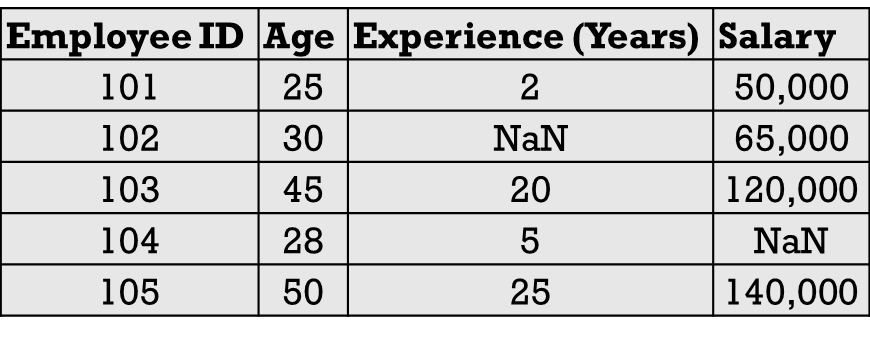 Employee ID Age Experience (Years) Salary
101 25 2 50,000
102 30 NaN 65,000
103 45 20 120,000
104 28 5 NaN
105 50 25 140,000